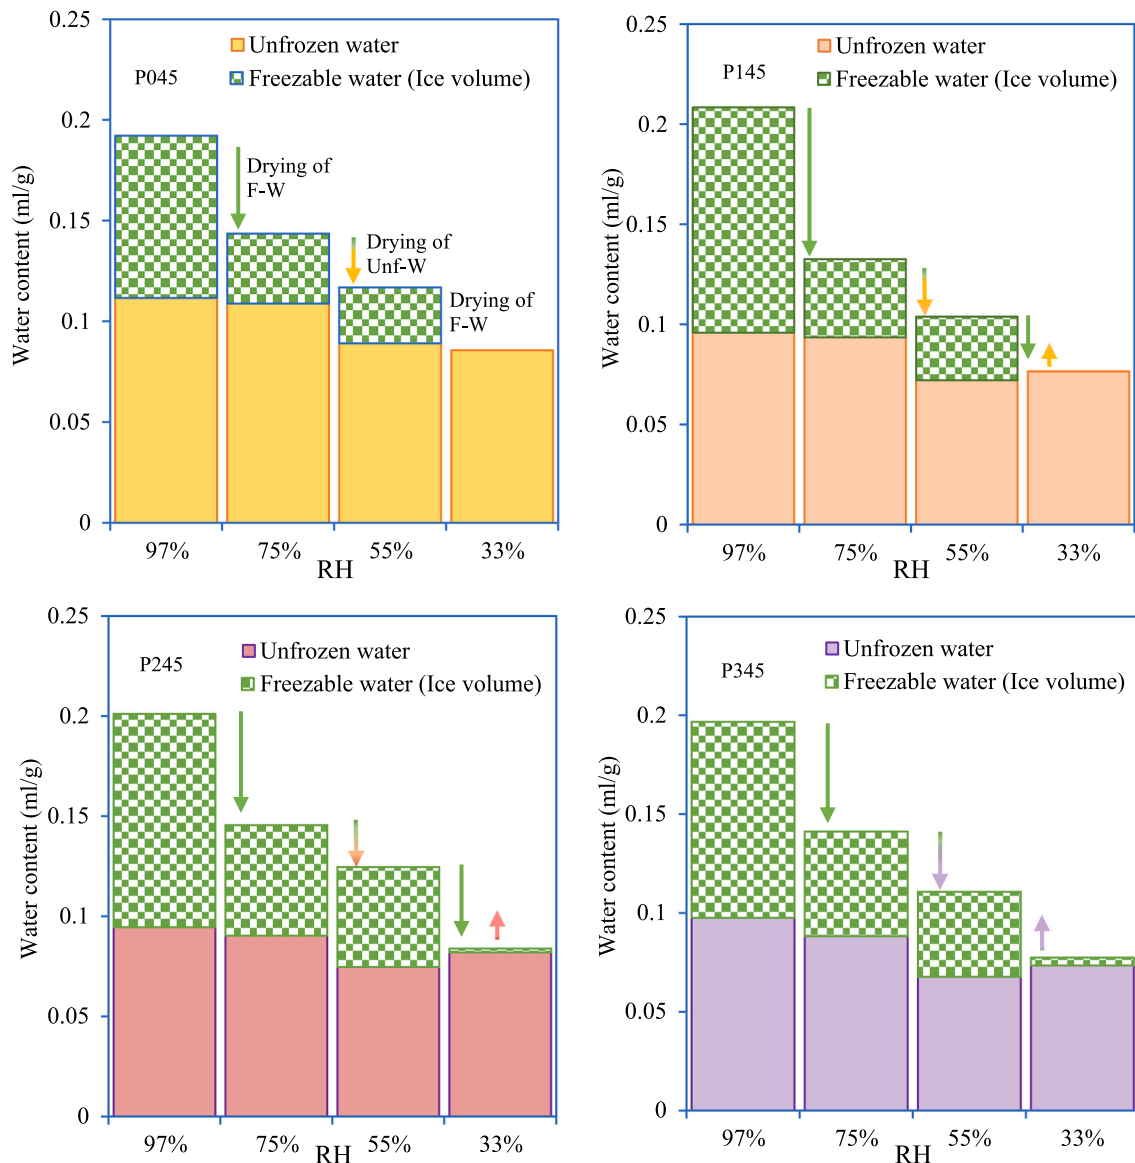 0.25
0.2
0.15
0.1
0.05
0
Water content (ml/g)
P045
Unfrozen water
Freezable water (Ice volume)
Drying of
F-W
Drying of
Unf-W
Drying of
F-W
97%
75%
55%
33%
RH
0.25
0.2
0.15
0.1
0.05
0
Water content (ml/g)
P145
Unfrozen water
Freezable water (Ice volume)
97%
75%
55%
33%
RH
0.25
0.2
0.15
0.1
0.05
0
Water content (ml/g)
P245
Unfrozen water
Freezable water (Ice volume)
97%
75%
55%
33%
RH
0.25
0.2
0.15
0.1
0.05
0
Water content (ml/g)
P345
Unfrozen water
Freezable water (Ice volume)
97%
75%
55%
33%
RH